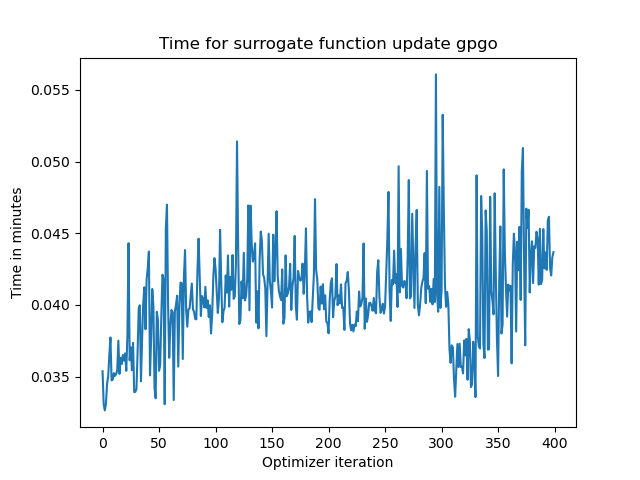 Time for surrogate function update gpgo
0.055
0.050
0.045
0.040
0.035
Time in minutes
0 50 100 150 200 250 300 350 400
Optimizer iteration